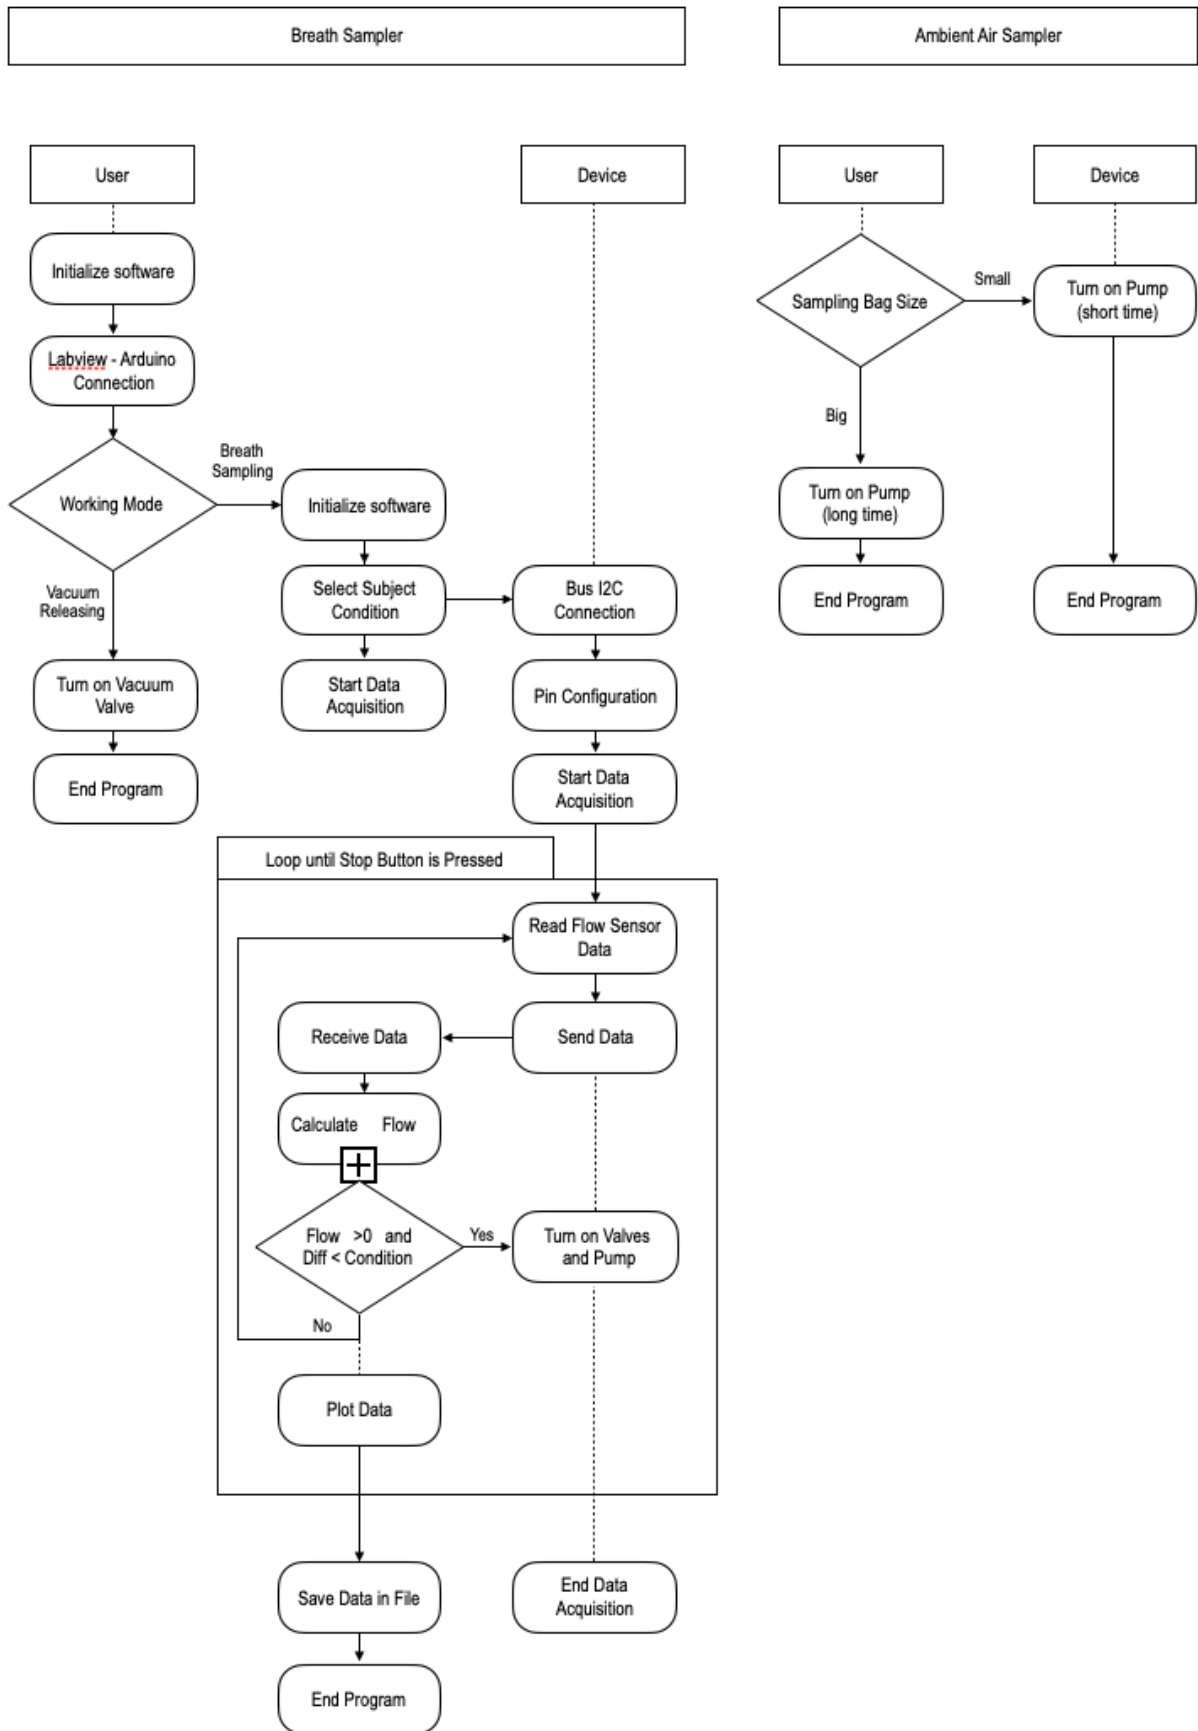 Breath Sampler
Ambient Air Sampler
User
Device
User
Device
Initialize software
Labview - Arduino
Connection
Working Mode
Breath
Sampling
Vacuum
Releasing
Turn on Vacuum
Valve
End Program
Initialize software
Select Subject
Condition
Start Data
Acquisition
Bus I2C
Connection
Pin Configuration
Start Data
Acquisition
Sampling Bag Size
Small
Turn on Pump
(short time)
Big
Turn on Pump
(long time)
End Program
End Program
Loop until Stop Button is Pressed
Read Flow Sensor
Data
Receive Data
Send Data
Calculate Flow
Flow >0 and
Diff < Condition
Yes
Turn on Valves
and Pump
No
Plot Data
Save Data in File
End Data
Acquisition
End Program